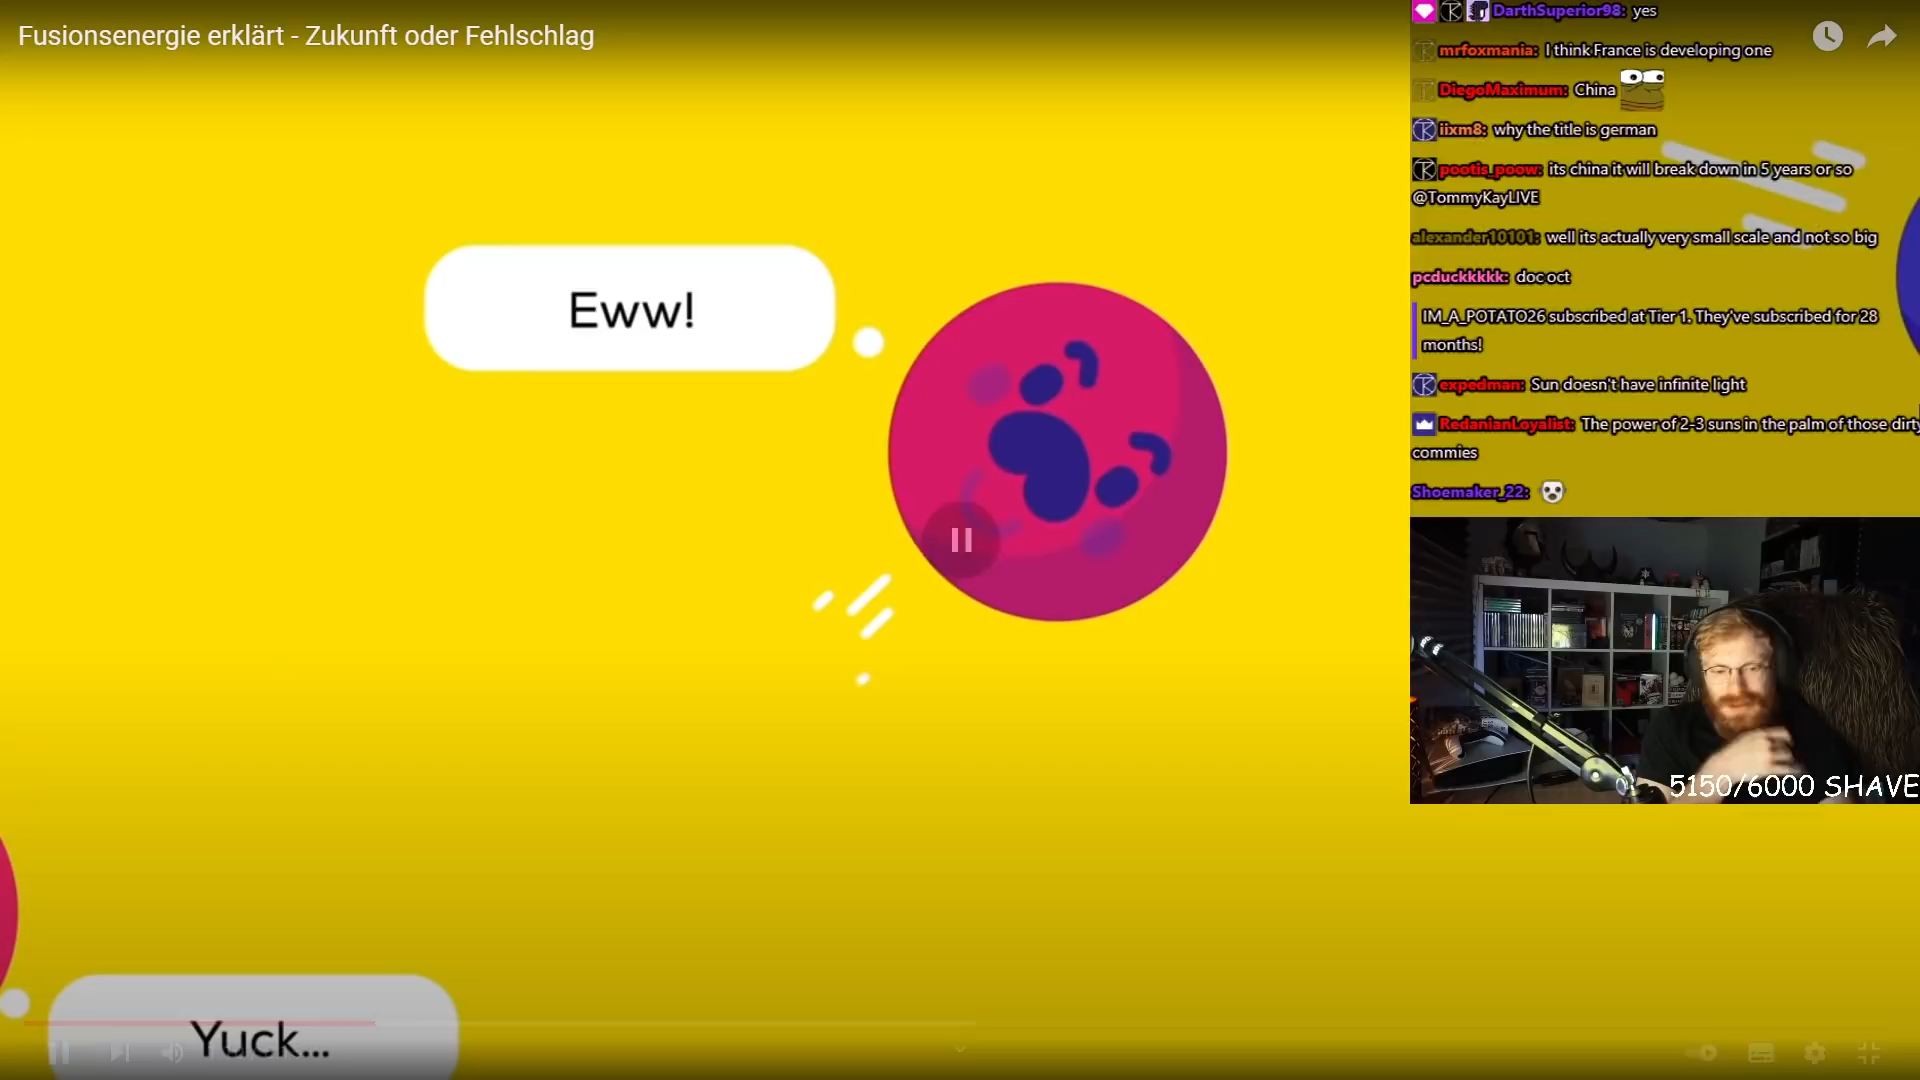 Fusionsenergie erklärt - Zukunft oder Fehlschlag
Eww!
Yuck...
DarthSuperior98: yes
mrfoxmania: I think France is developing one
DiegoMaximum: China
iixm8: why the title is german
pootis_poow: its china it will break down in 5 years or so
@TommyKayLIVE
alexander10101: well its actually very small scale and not so big
pcduckkkkk: doc oct
IM_A_POTATO26 subscribed at Tier 1. They've subscribed for 28
months!
expedman: Sun doesn't have infinite light
RedanianLoyalist: The power of 2-3 suns in the palm of those dirty
commies
Shoemaker_22:
5150/6000 SHAVE